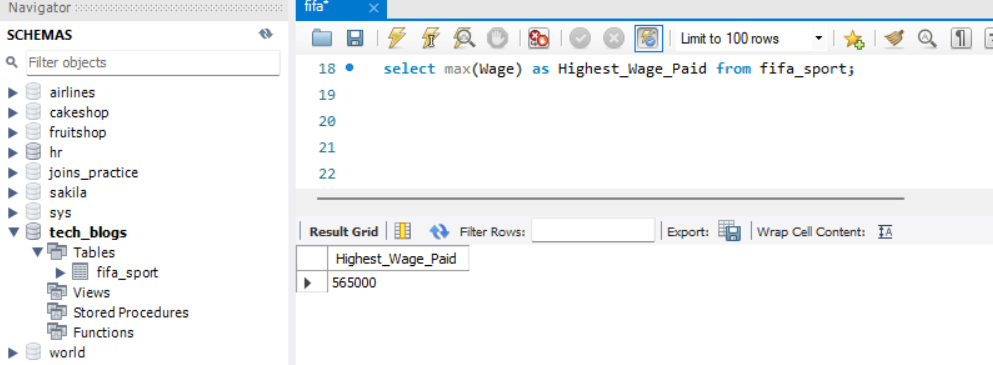 Navigator
SCHEMAS
Filter objects
airlines
cakeshop
fruitshop
hr
joins_practice
sakila
sys
tech_blogs
Tables
fifa_sport
Views
Stored Procedures
Functions
world
fifa*
Limit to 100 rows
18 select max(Wage) as Highest_Wage_Paid from fifa_sport;
19
20
21
22
Result Grid Filter Rows: Export: Wrap Cell Content:
Highest_Wage_Paid
565000